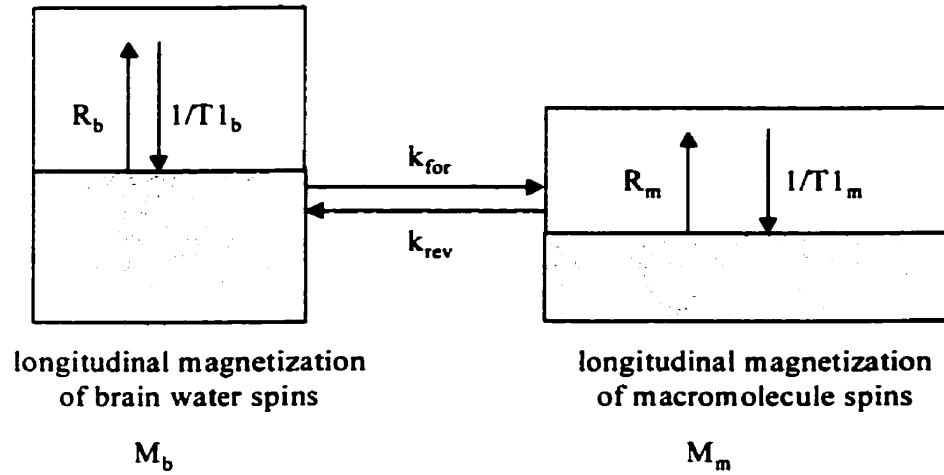 R_b
1/T1_b
k_for
k_rev
R_m
1/T1_m
longitudinal magnetization
of brain water spins
M_b
longitudinal magnetization
of macromolecule spins
M_m